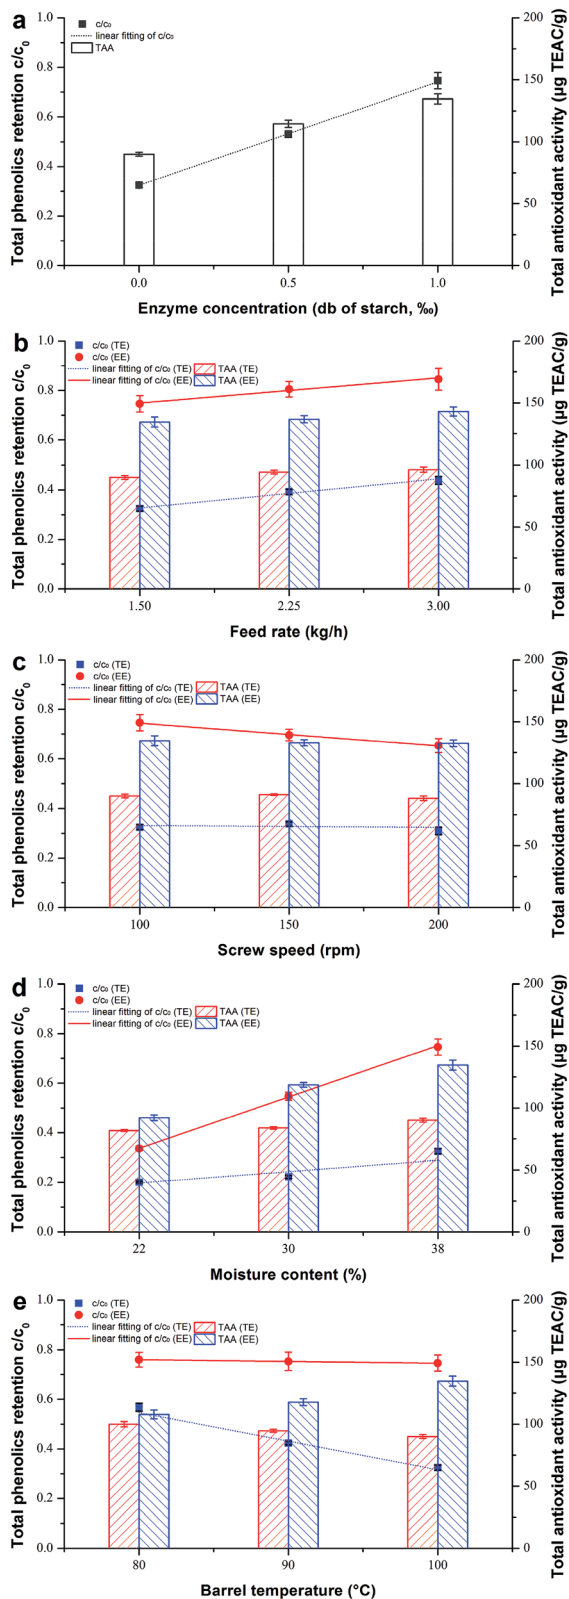 a
c/c₀
linear fitting of c/c₀
TAA
Total phenolics retention c/c₀
1.0
0.8
0.6
0.4
0.2
0.0
200
150
100
50
0
Total antioxidant activity (μg TEAC/g)
0.0 0.5 1.0
Enzyme concentration (db of starch, ‰)
b
c/c₀ (TE)
c/c₀ (EE)
linear fitting of c/c₀ (TE) TAA (TE)
linear fitting of c/c₀ (EE) TAA (EE)
Total phenolics retention c/c₀
1.0
0.8
0.6
0.4
0.2
0.0
200
150
100
50
0
Total antioxidant activity (μg TEAC/g)
1.50 2.25 3.00
Feed rate (kg/h)
c
c/c₀ (TE)
c/c₀ (EE)
linear fitting of c/c₀ (TE) TAA (TE)
linear fitting of c/c₀ (EE) TAA (EE)
Total phenolics retention c/c₀
1.0
0.8
0.6
0.4
0.2
0.0
200
150
100
50
0
Total antioxidant activity (μg TEAC/g)
100 150 200
Screw speed (rpm)
d
c/c₀ (TE)
c/c₀ (EE)
linear fitting of c/c₀ (TE) TAA (TE)
linear fitting of c/c₀ (EE) TAA (EE)
Total phenolics retention c/c₀
1.0
0.8
0.6
0.4
0.2
0.0
200
150
100
50
0
Total antioxidant activity (μg TEAC/g)
22 30 38
Moisture content (%)
e
c/c₀ (TE)
c/c₀ (EE)
linear fitting of c/c₀ (TE) TAA (TE)
linear fitting of c/c₀ (EE) TAA (EE)
Total phenolics retention c/c₀
1.0
0.8
0.6
0.4
0.2
0.0
200
150
100
50
0
Total antioxidant activity (μg TEAC/g)
80 90 100
Barrel temperature (°C)